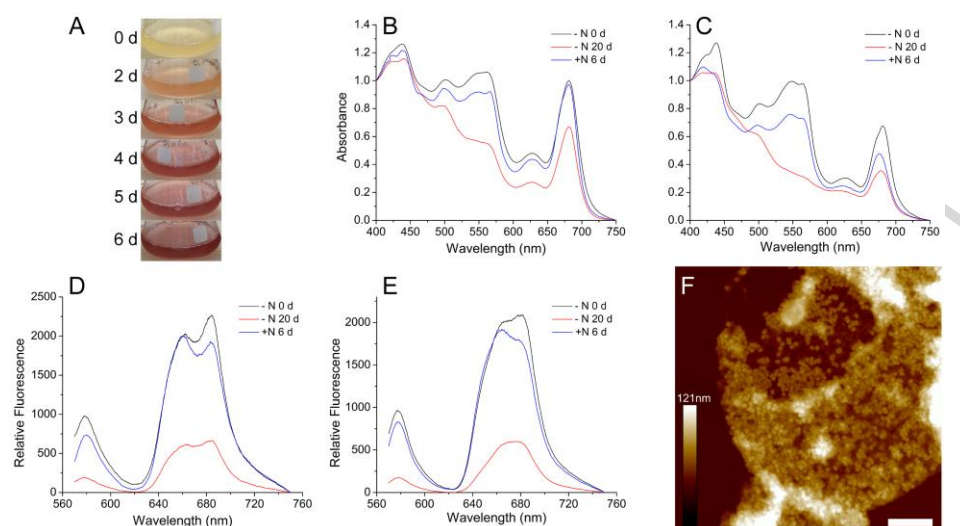 A
0 d
2 d
3 d
4 d
5 d
6 d
B
- N 0 d
- N 20 d
+N 6 d
Absorbance
1.4
1.2
1.0
0.8
0.6
0.4
0.2
0.0
400 450 500 550 600 650 700 750
Wavelength (nm)
C
- N 0 d
- N 20 d
+N 6 d
1.4
1.2
1.0
0.8
0.6
0.4
0.2
0.0
400 450 500 550 600 650 700 750
Wavelength (nm)
D
- N 0 d
- N 20 d
+N 6 d
Relative Fluorescence
2500
2000
1500
1000
500
0
560 600 640 680 720 760
Wavelength (nm)
E
- N 0 d
- N 20 d
+N 6 d
Relative Fluorescence
2000
1500
1000
500
0
560 600 640 680 720 760
Wavelength (nm)
F
121nm